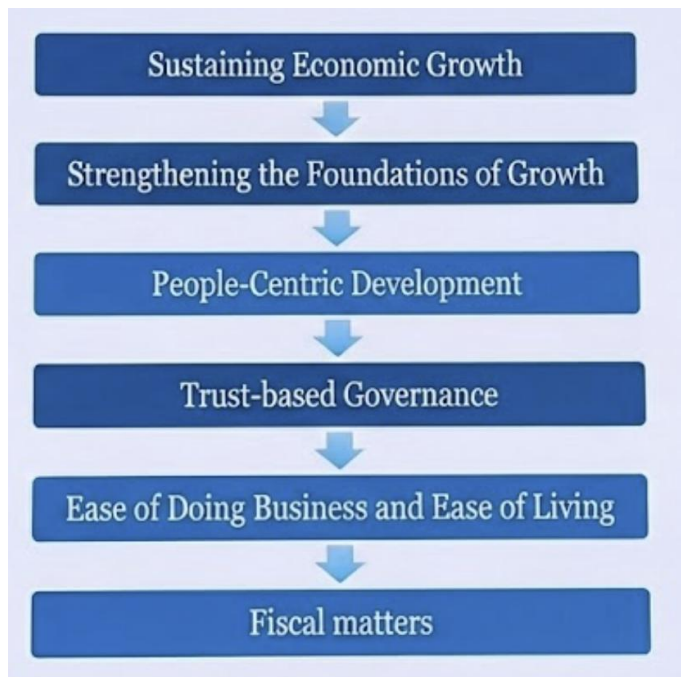 Sustaining Economic Growth
Strengthening the Foundations of Growth
People-Centric Development
Trust-based Governance
Ease of Doing Business and Ease of Living
Fiscal matters